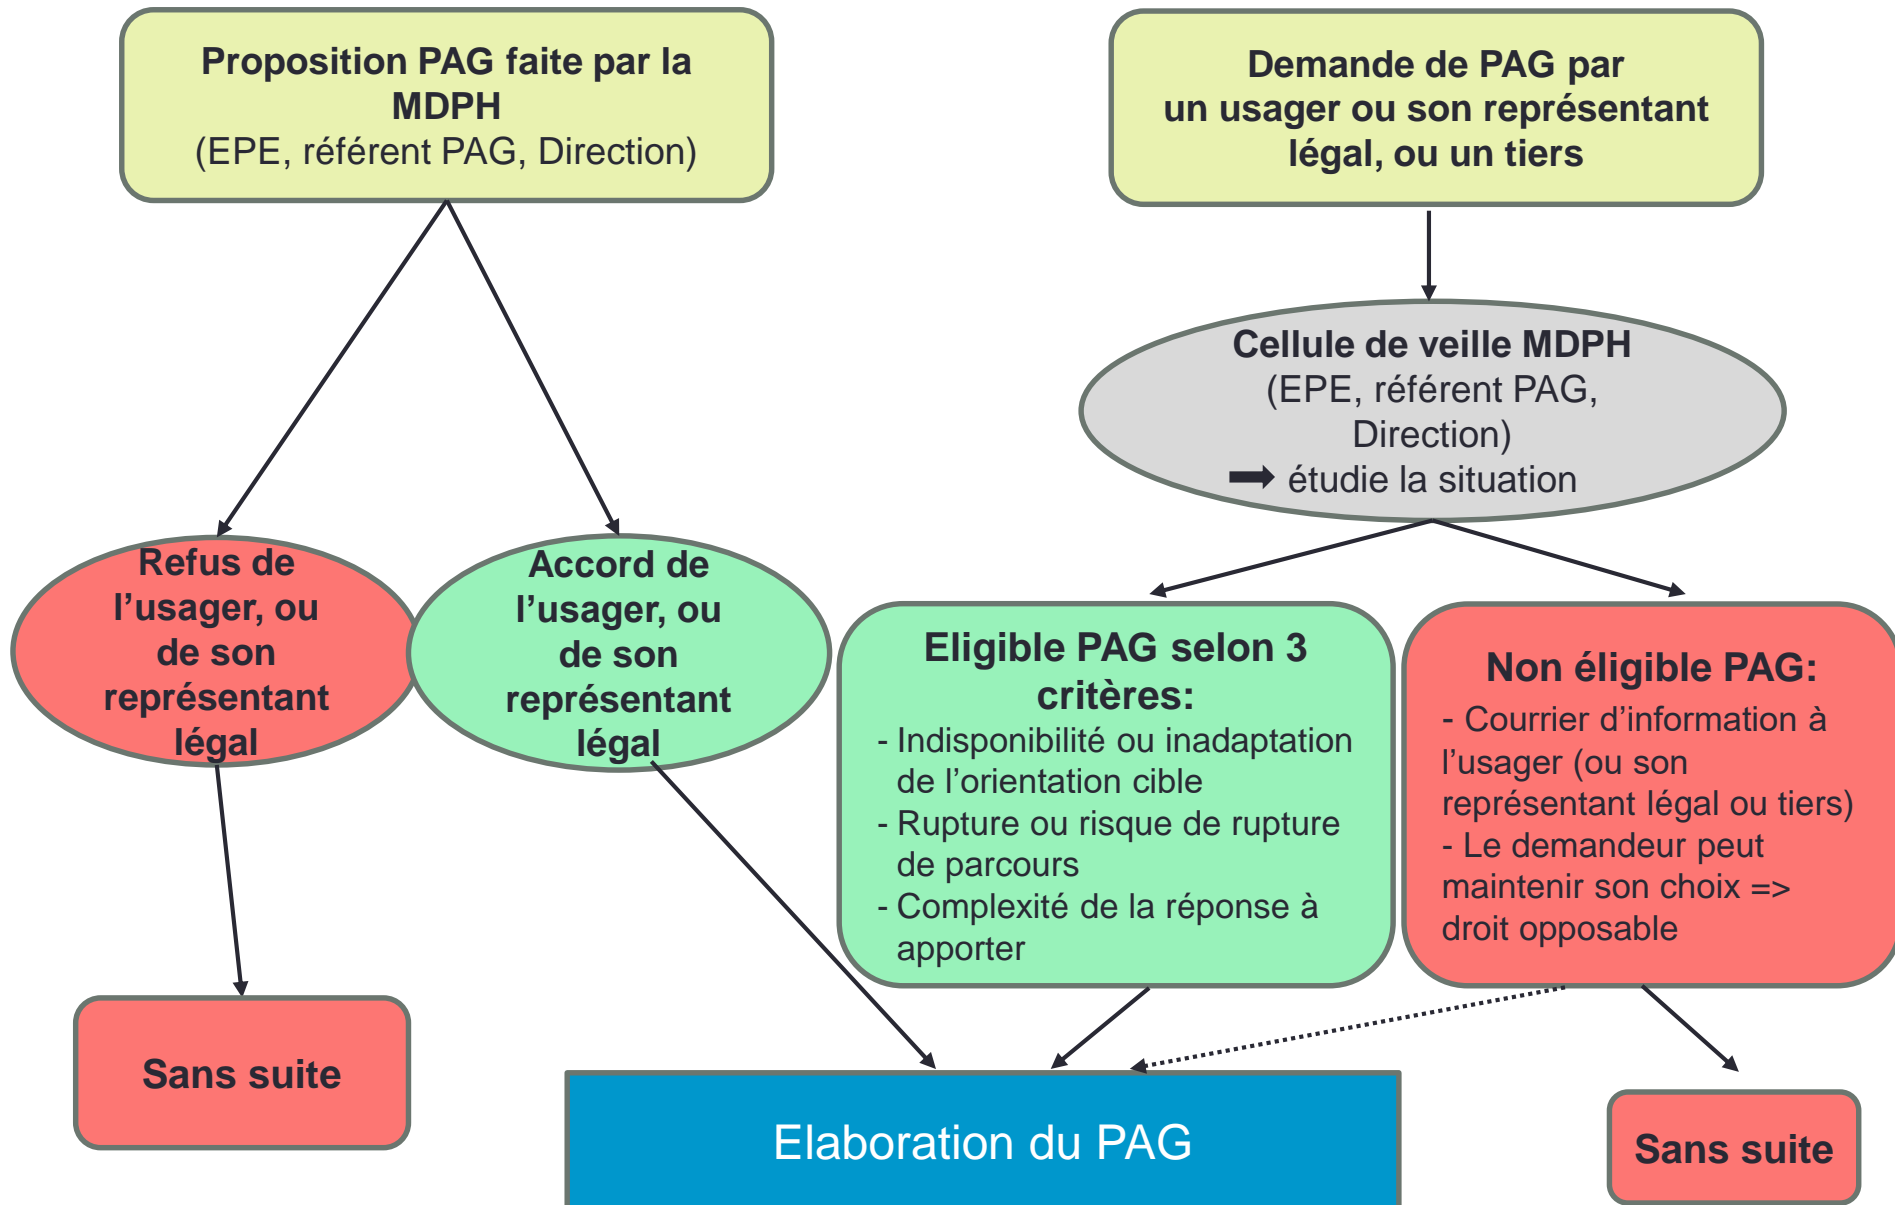 Proposition PAG faite par la
MDPH
(EPE, référent PAG, Direction)
Demande de PAG par
un usager ou son représentant
légal, ou un tiers
Cellule de veille MDPH
(EPE, référent PAG,
Direction)
étudie la situation
Refus de
l’usager, ou
de son
représentant
légal
Accord de
l’usager, ou
de son
représentant
légal
Eligible PAG selon 3
critères:
- Indisponibilité ou inadaptation
de l’orientation cible
- Rupture ou risque de rupture
de parcours
- Complexité de la réponse à
apporter
Non éligible PAG:
- Courrier d’information à
l’usager (ou son
représentant légal ou tiers)
- Le demandeur peut
maintenir son choix =>
droit opposable
Sans suite
Elaboration du PAG
Sans suite